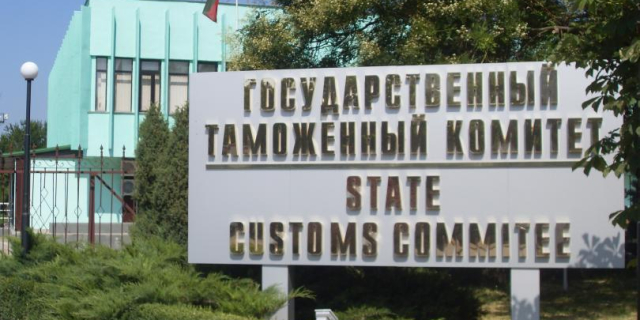 ГОСУДАРСТВЕННЫЙ
ТАМОЖЕННЫЙ КОМИТЕТ
STATE
CUSTOMS COMMITEE